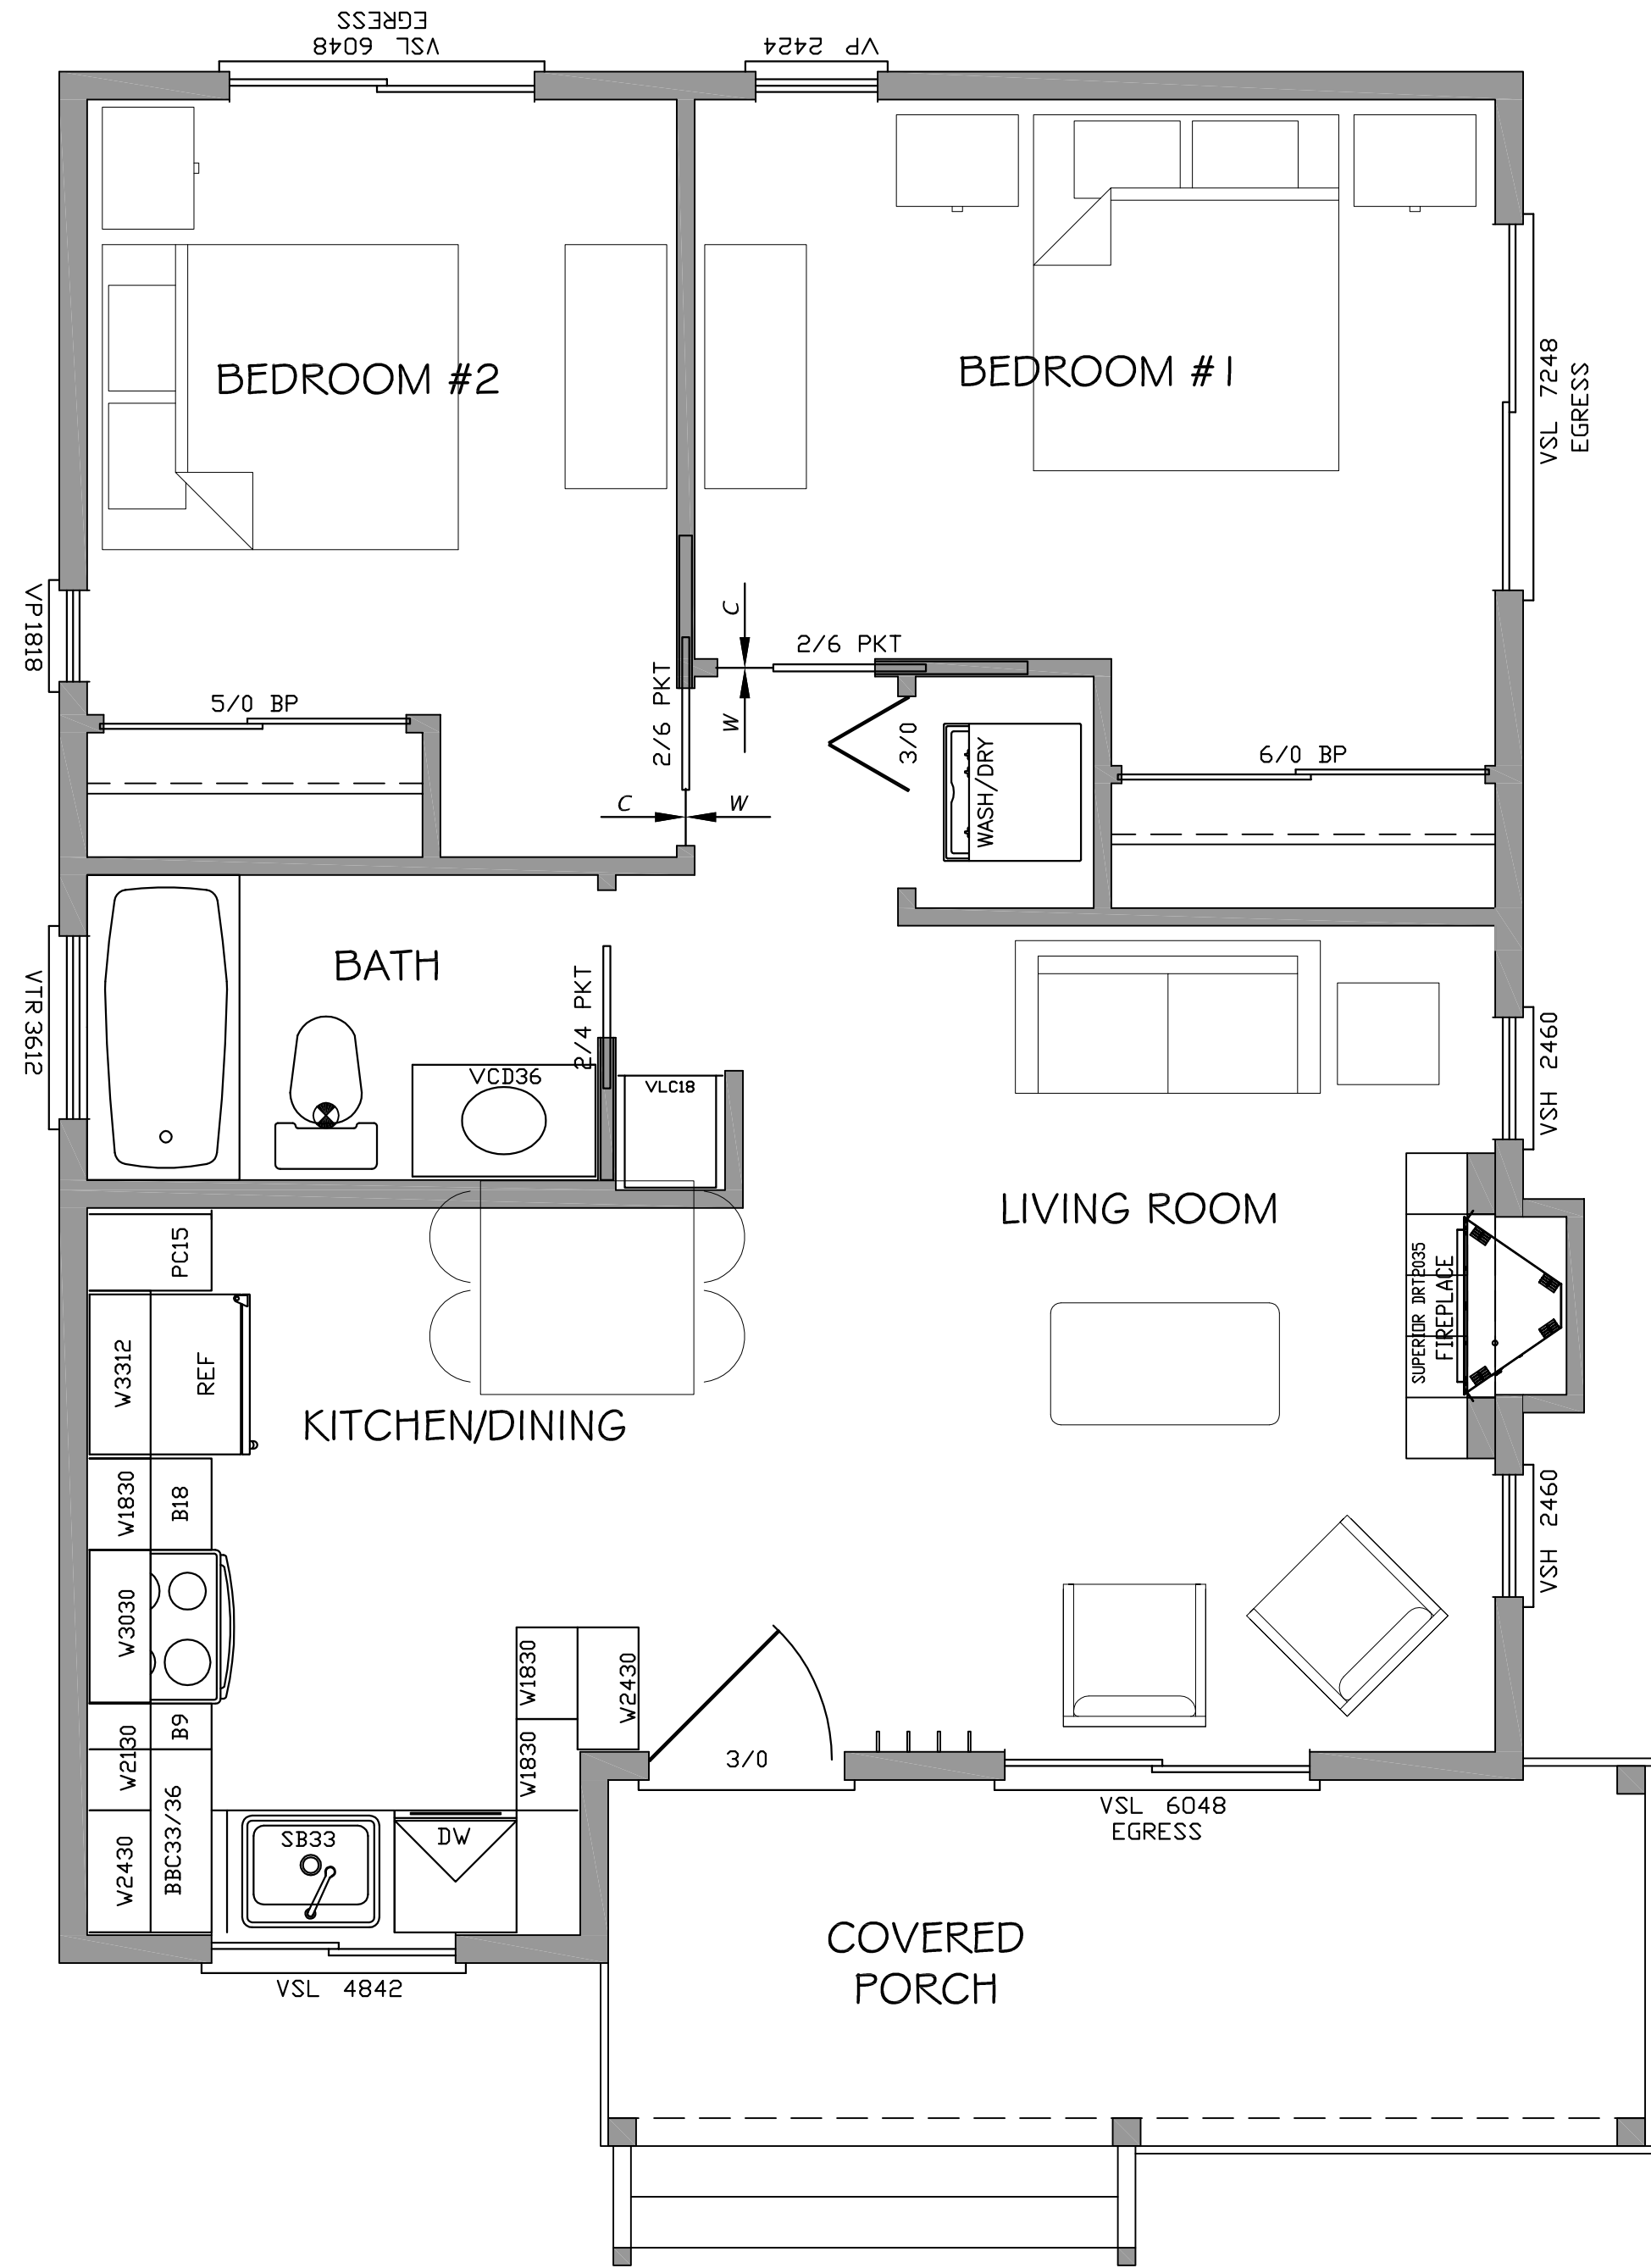 VSL 6048
EGRESS
VP 2424
BEDROOM #2
BEDROOM #1
VSL 7248
EGRESS
VP1818
5/0 BP
2/6 PKT
2/6 PKT
C
W
C
W
3/0
WASH/DRY
6/0 BP
BATH
VTR 3612
2/4 PKT
VCD36
VLC18
VSH 2460
LIVING ROOM
SUPERIOR DRT2035
FIREPLACE
PC15
W3312
REF
KITCHEN/DINING
W1830
B18
W3030
VSH 2460
W2130
B9
W1830
W2430
W1830
3/0
W2430
BBC33/36
SB33
DW
VSL 6048
EGRESS
VSL 4842
COVERED
PORCH